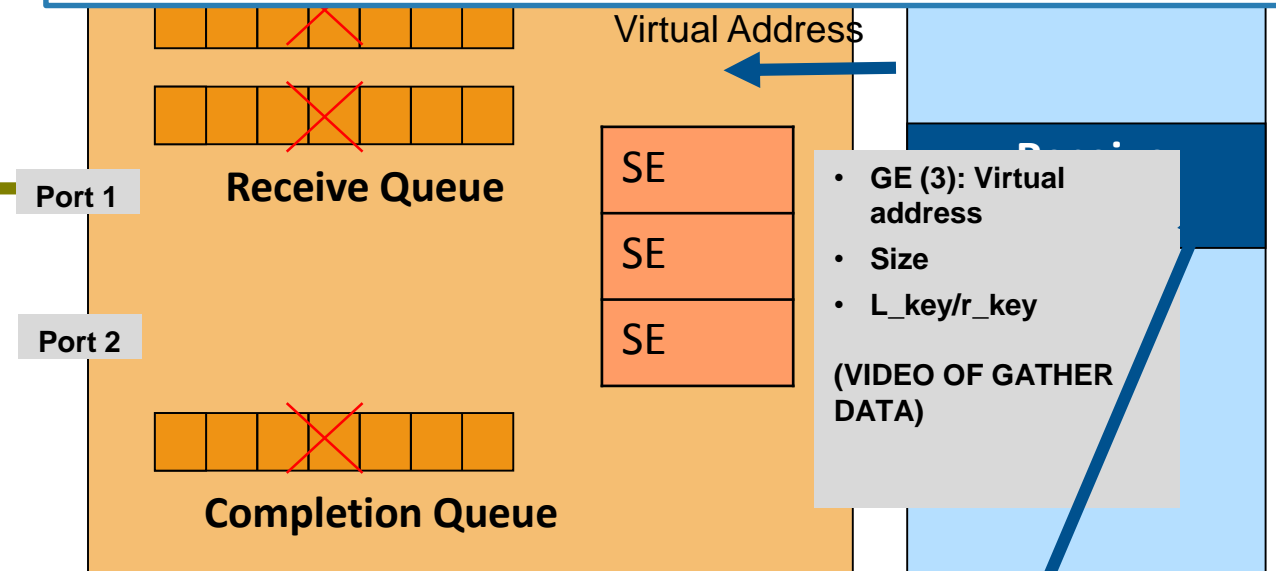 Virtual Address
Receive Queue
Port 1
Port 2
SE
SE
SE
• GE (3): Virtual
address
• Size
• L_key/r_key
(VIDEO OF GATHER
DATA)
Completion Queue